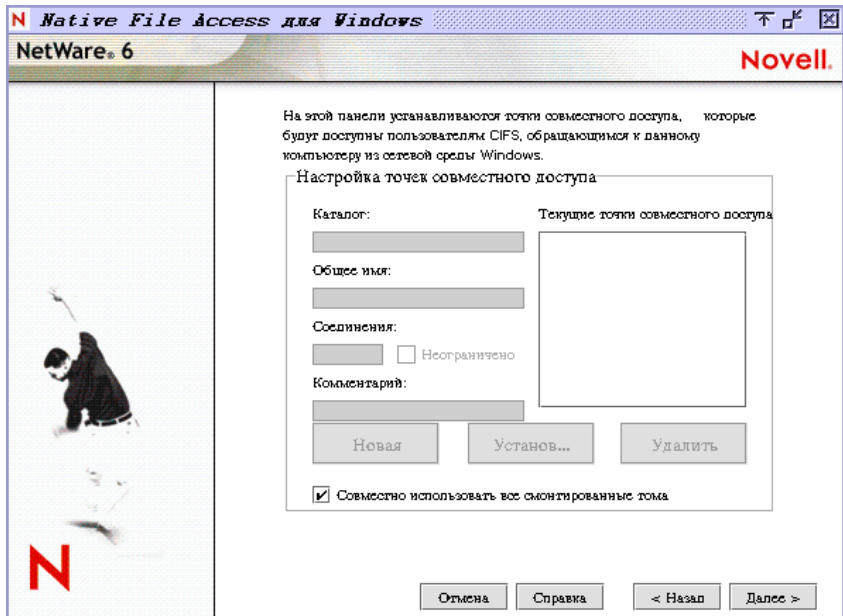 Native File Access для Windows
NetWare® 6
Novell.
На этой панели устанавливаются точки совместного доступа, которые
будут доступны пользователям CIFS, обращающимся к данному
компьютеру из сетевой среды Windows.
Настройка точек совместного доступа
Каталог:
Текущие точки совместного доступа
Общее имя:
Соединения:
Неограничено
Комментарий:
Новая
Установ...
Удалить
Совместно использовать все смонтированные тома
Отмена
Справка
< Назад
Далее >